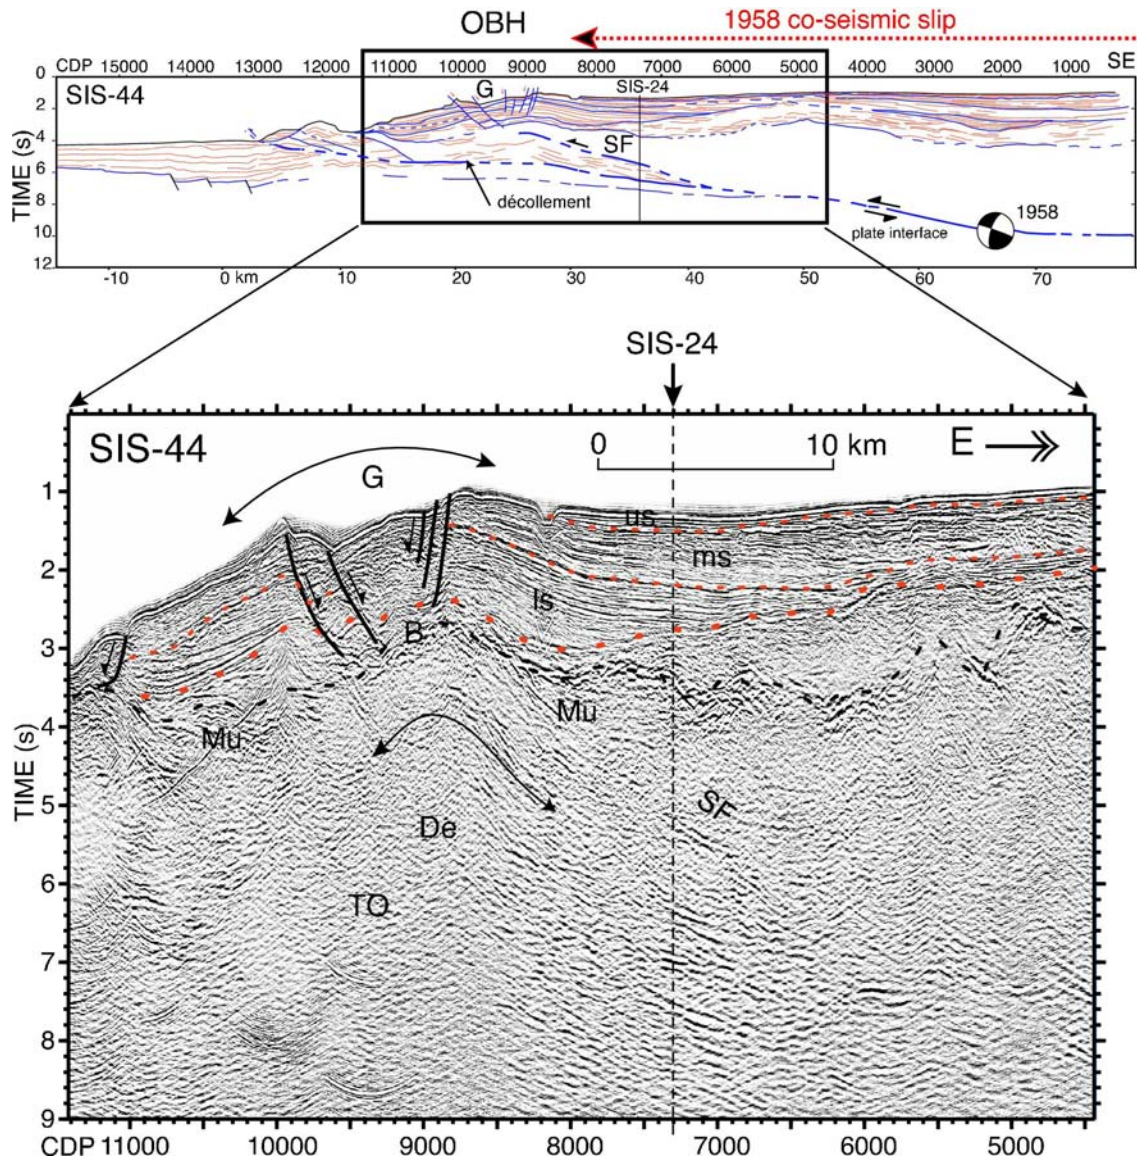 OBH
1958 co-seismic slip
CDP 15000 14000 13000 12000 11000 10000 9000 8000 7000 6000 5000 4000 3000 2000 1000 SE
0
SIS-44
G
SIS-24
2
SF
4
6
8
10
12
TIME (s)
décollement
plate interface
1958
-10 0 km 10 20 30 40 50 60 70
SIS-24
SIS-44
0 10 km
E
G
1
us
ms
2
ls
B
3
Mu
Mu
4
TIME (s)
SF
5
De
6
TO
7
8
9
CDP 11000 10000 9000 8000 7000 6000 5000